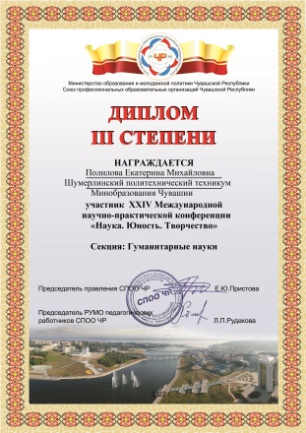 ЧР
Министерство образования и молодежной политики Чувашской Республики
Союз профессиональных образовательных организаций Чувашской Республики
ДИПЛОМ
III СТЕПЕНИ
НАГРАЖДАЕТСЯ
Полилова Екатерина Михайловна
Шумерлинский политехнический техникум
Минобразования Чувашии
участник XXIV Международной
научно-практической конференции
«Наука. Юность. Творчество»
Секция: Гуманитарные науки
Председатель правления СПОО ЧР
Е.Ю.Пристова
СПОО ЧР
Председатель РУМО педагогических
работников СПОО ЧР
Л.П.Рудакова